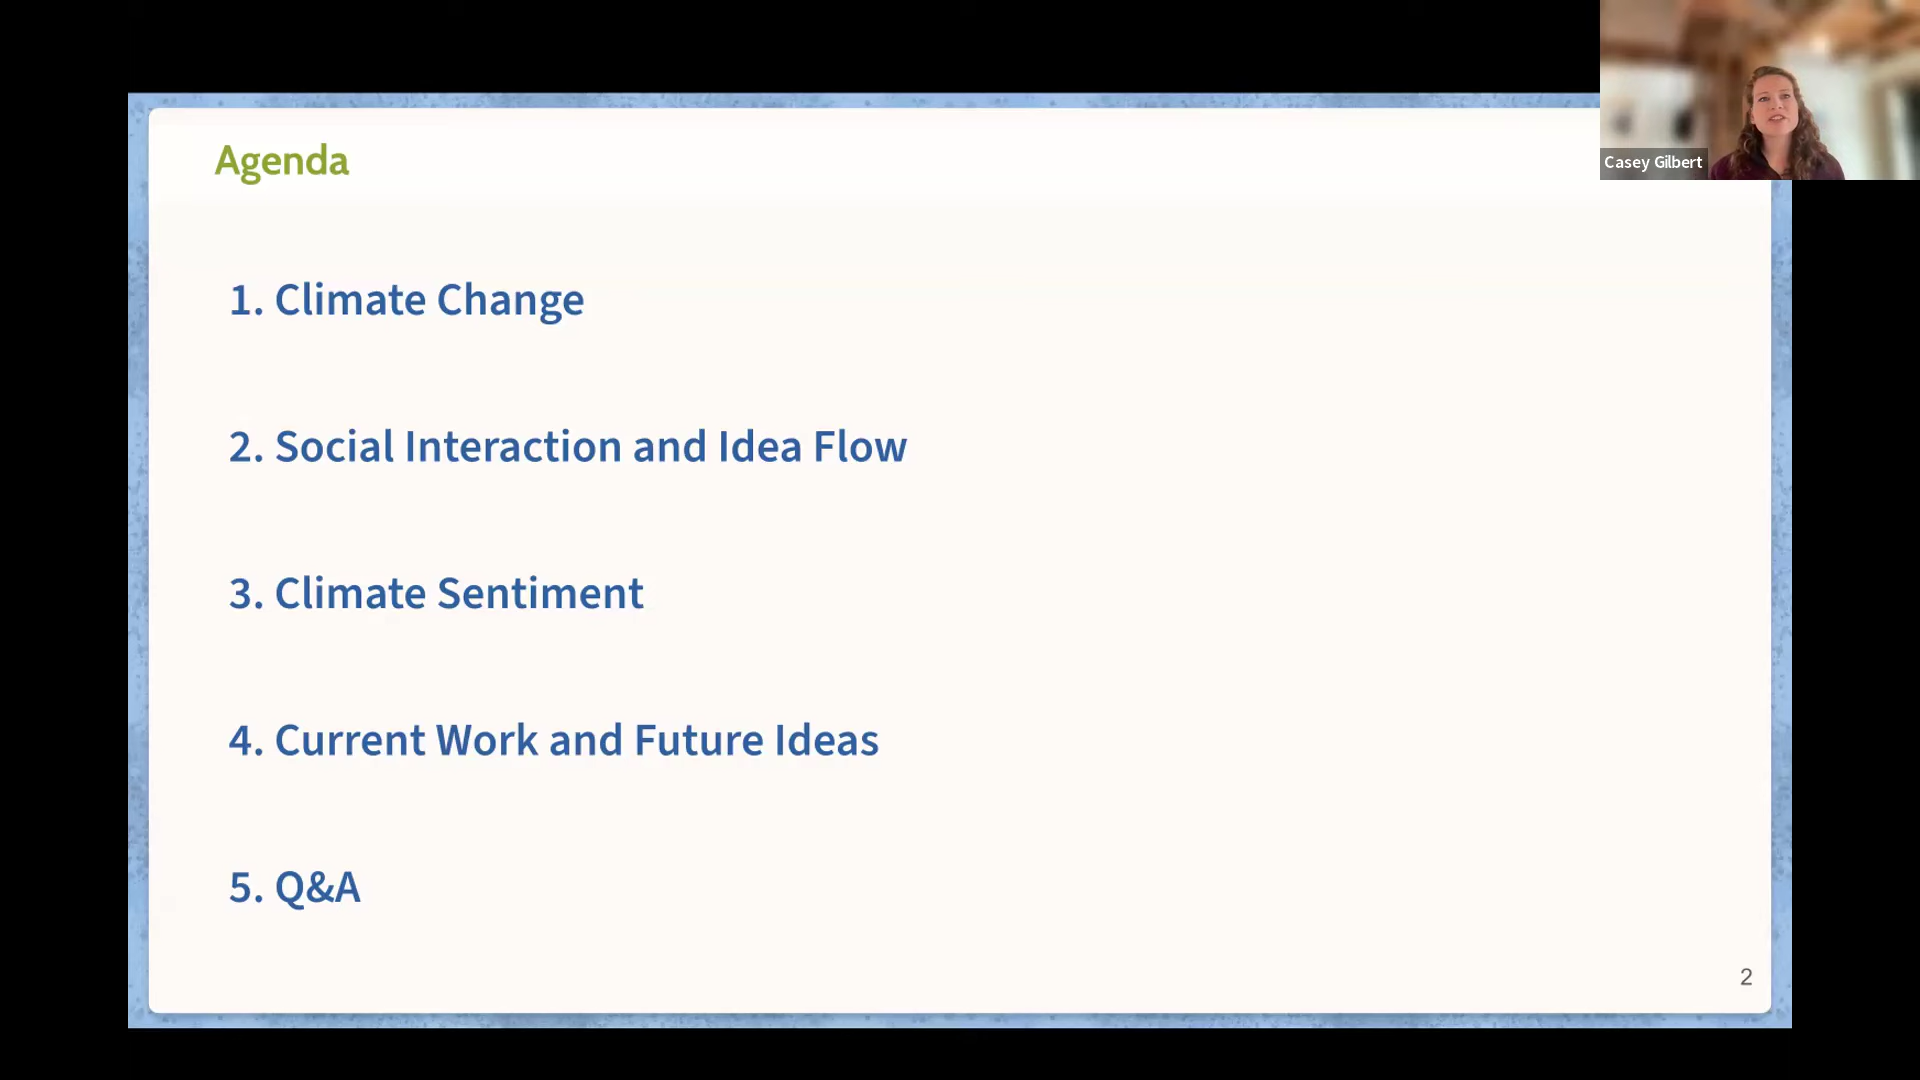 Agenda
Casey Gilbert
1. Climate Change
2. Social Interaction and Idea Flow
3. Climate Sentiment
4. Current Work and Future Ideas
5. Q&A
2